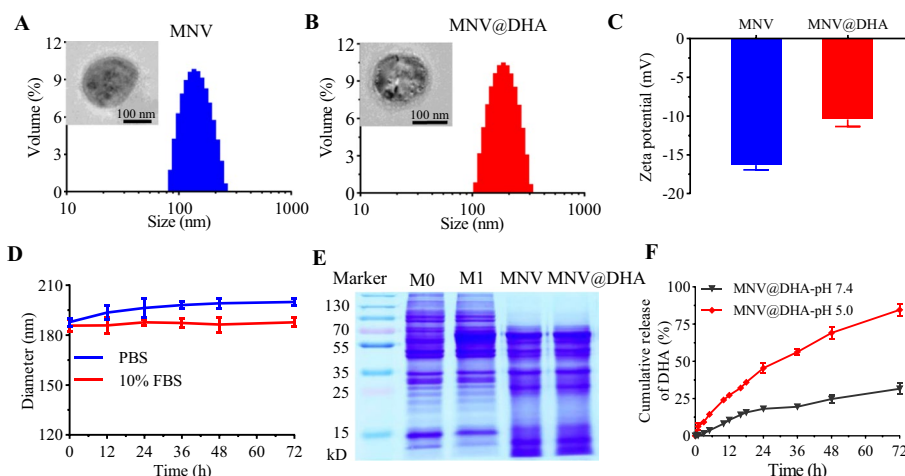 A
MNV
12
9
6
3
0
Volume (%)
100 nm
10
100
1000
Size (nm)
B
MNV@DHA
12
9
6
3
0
Volume (%)
100 nm
10
100
1000
Size (nm)
C
MNV
MNV@DHA
0
-5
-10
-15
-20
Zeta potential (mV)
D
210
180
150
120
Diameter (nm)
PBS
10% FBS
0 12 24 36 48 60 72
Time (h)
E
Marker M0 M1 MNV MNV@DHA
130
100
70
55
35
25
15
kD
F
MNV@DHA-pH 7.4
MNV@DHA-pH 5.0
100
75
50
25
0
Cumulative release
of DHA (%)
0 12 24 36 48 60 72
Time (h)